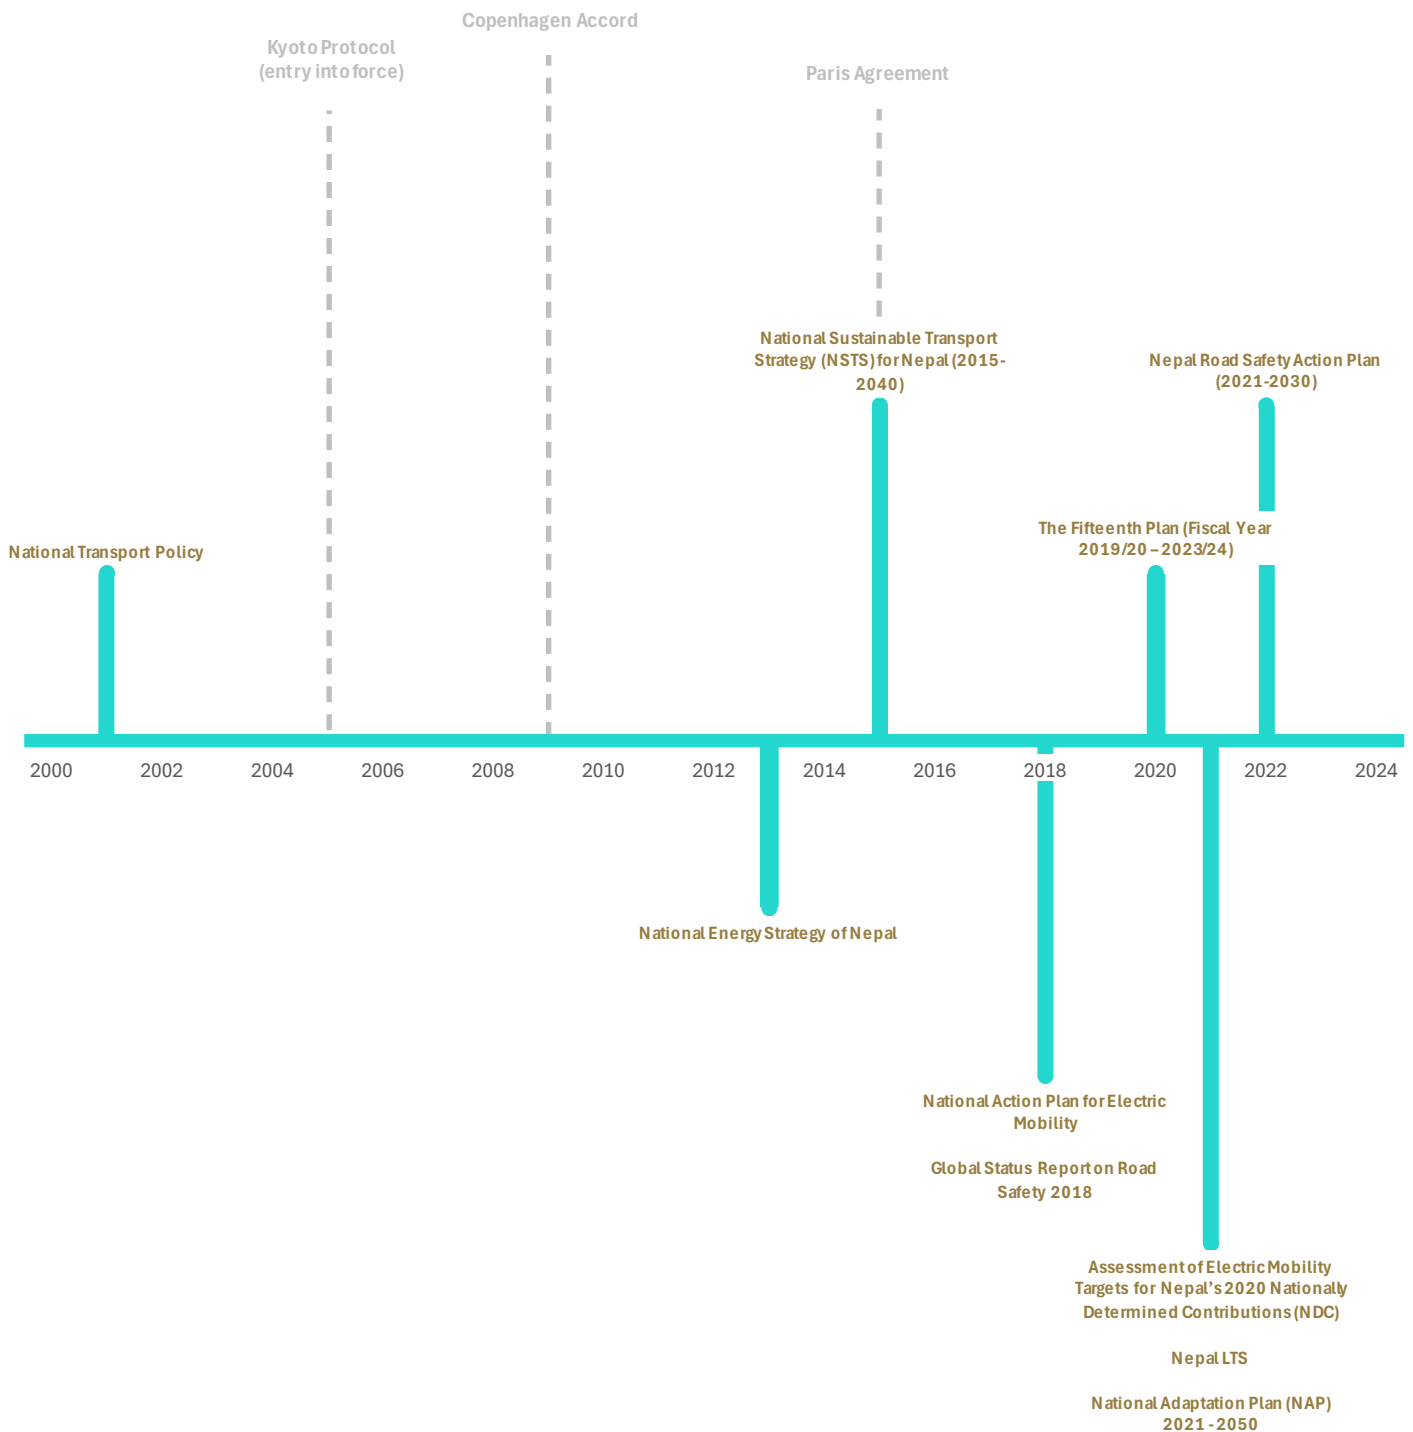 Copenhagen Accord
Kyoto Protocol
(entry into force)
Paris Agreement
National Sustainable Transport
Strategy (NSTS) for Nepal (2015-
2040)
Nepal Road Safety Action Plan
(2021-2030)
The Fifteenth Plan (Fiscal Year
2019/20 – 2023/24)
National Transport Policy
2000 2002 2004 2006 2008 2010 2012 2014 2016 2018 2020 2022 2024
National Energy Strategy of Nepal
National Action Plan for Electric
Mobility
Global Status Report on Road
Safety 2018
Assessment of Electric Mobility
Targets for Nepal’s 2020 Nationally
Determined Contributions (NDC)
Nepal LTS
National Adaptation Plan (NAP)
2021 - 2050